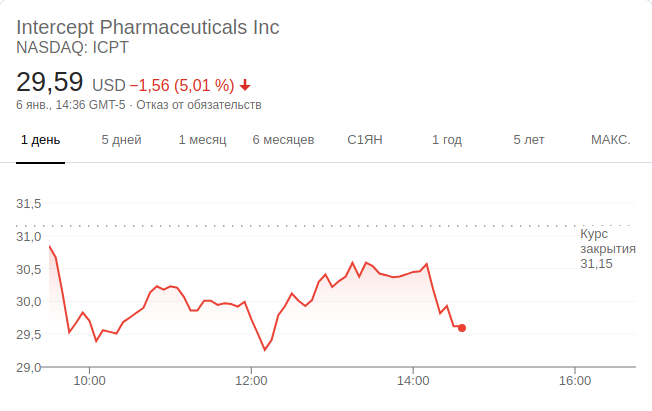 Intercept Pharmaceuticals Inc
NASDAQ: ICPT
29,59 USD −1,56 (5,01 %)
6 янв., 14:36 GMT-5 · Отказ от обязательств
1 день 5 дней 1 месяц 6 месяцев С1ЯН 1 год 5 лет МАКС.
31,5
31,0
30,5
30,0
29,5
29,0
Курс
закрытия
31,15
10:00 12:00 14:00 16:00